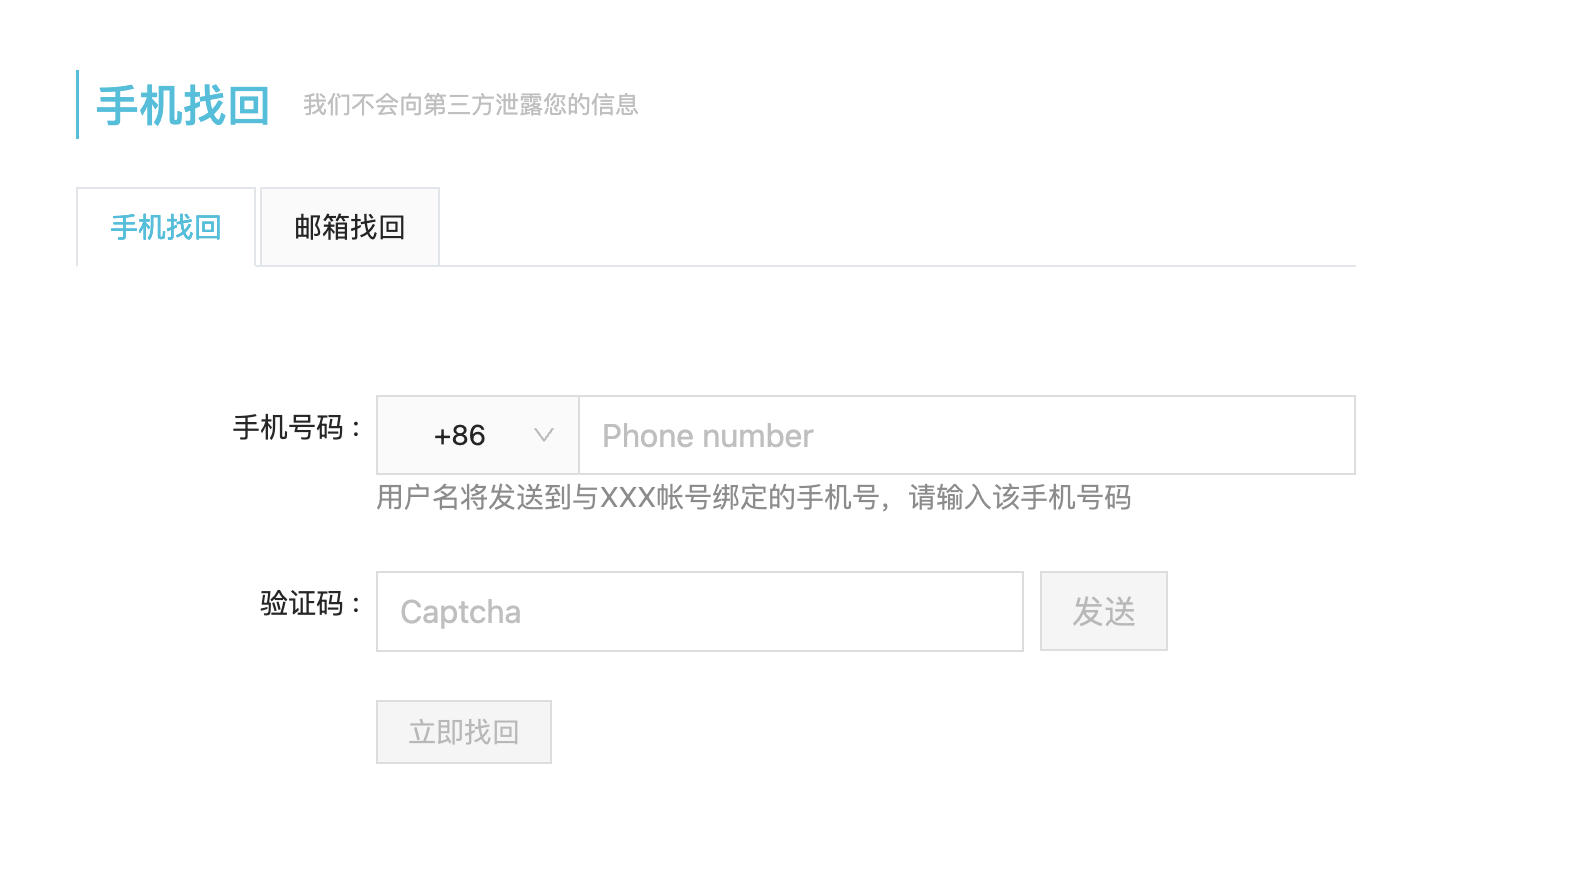 手机找回 我们不会向第三方泄露您的信息
手机找回 邮箱找回
手机号码： +86 Phone number
用户名将发送到与XXX帐号绑定的手机号，请输入该手机号码
验证码： Captcha 发送
立即找回